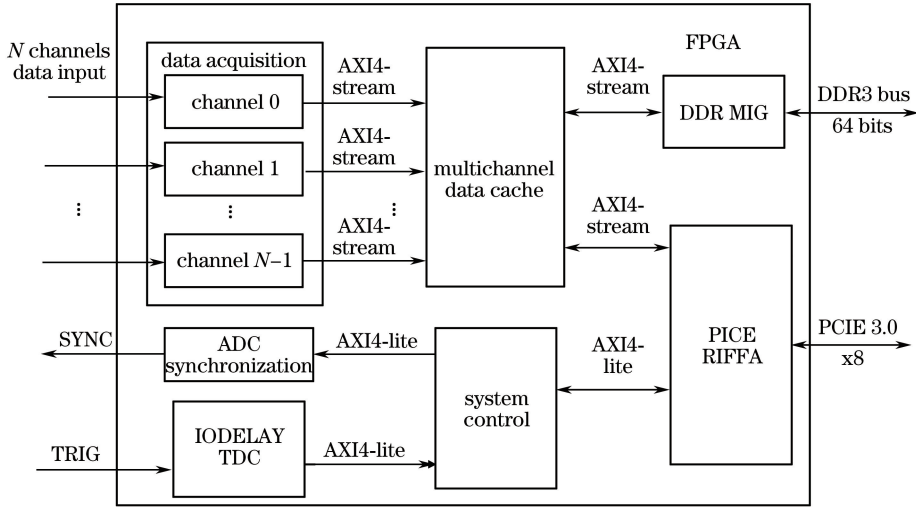 FPGA
N channels
data input
data acquisition
channel 0
channel 1
channel N–1
AXI4-
stream
AXI4-
stream
AXI4-
stream
multichannel
data cache
AXI4-
stream
DDR MIG
DDR3 bus
64 bits
AXI4-
stream
PICE
RIFFA
PCIE 3.0
x8
SYNC
ADC
synchronization
AXI4-lite
system
control
AXI4-
lite
TRIG
IODELAY
TDC
AXI4-lite